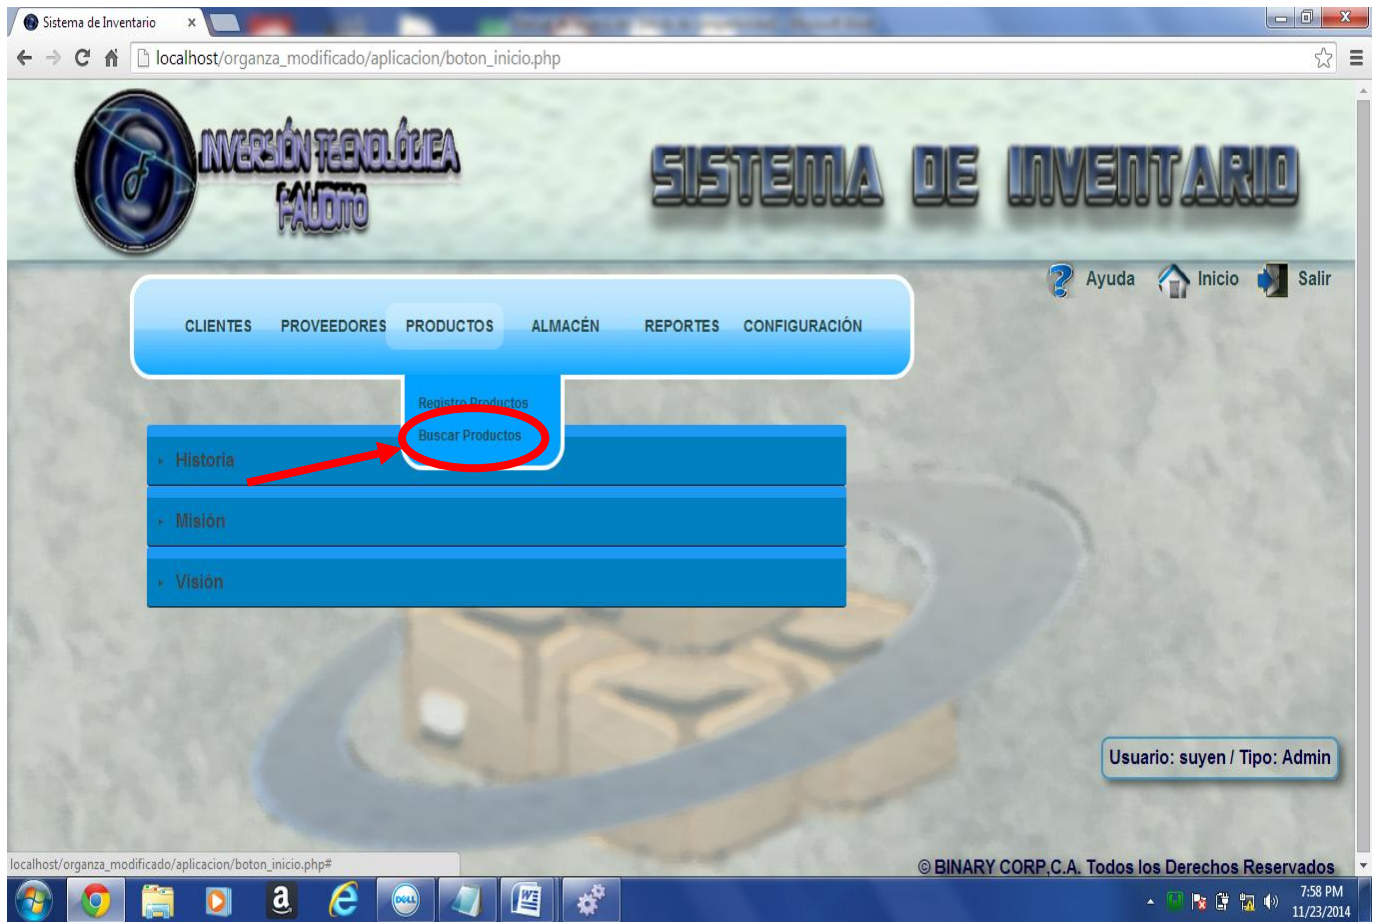 Sistema de Inventario
localhost/organza_modificado/aplicacion/boton_inicio.php
INVERSIÓN TECNOLÓGICA
FAUDITO
SISTEMA DE INVENTARIO
Ayuda Inicio Salir
CLIENTES PROVEEDORES PRODUCTOS ALMACÉN REPORTES CONFIGURACIÓN
Registro Productos
Buscar Productos
Historia
Misión
Visión
Usuario: suyen / Tipo: Admin
localhost/organza_modificado/aplicacion/boton_inicio.php#
© BINARY CORP,C.A. Todos los Derechos Reservados
7:58 PM
11/23/2014